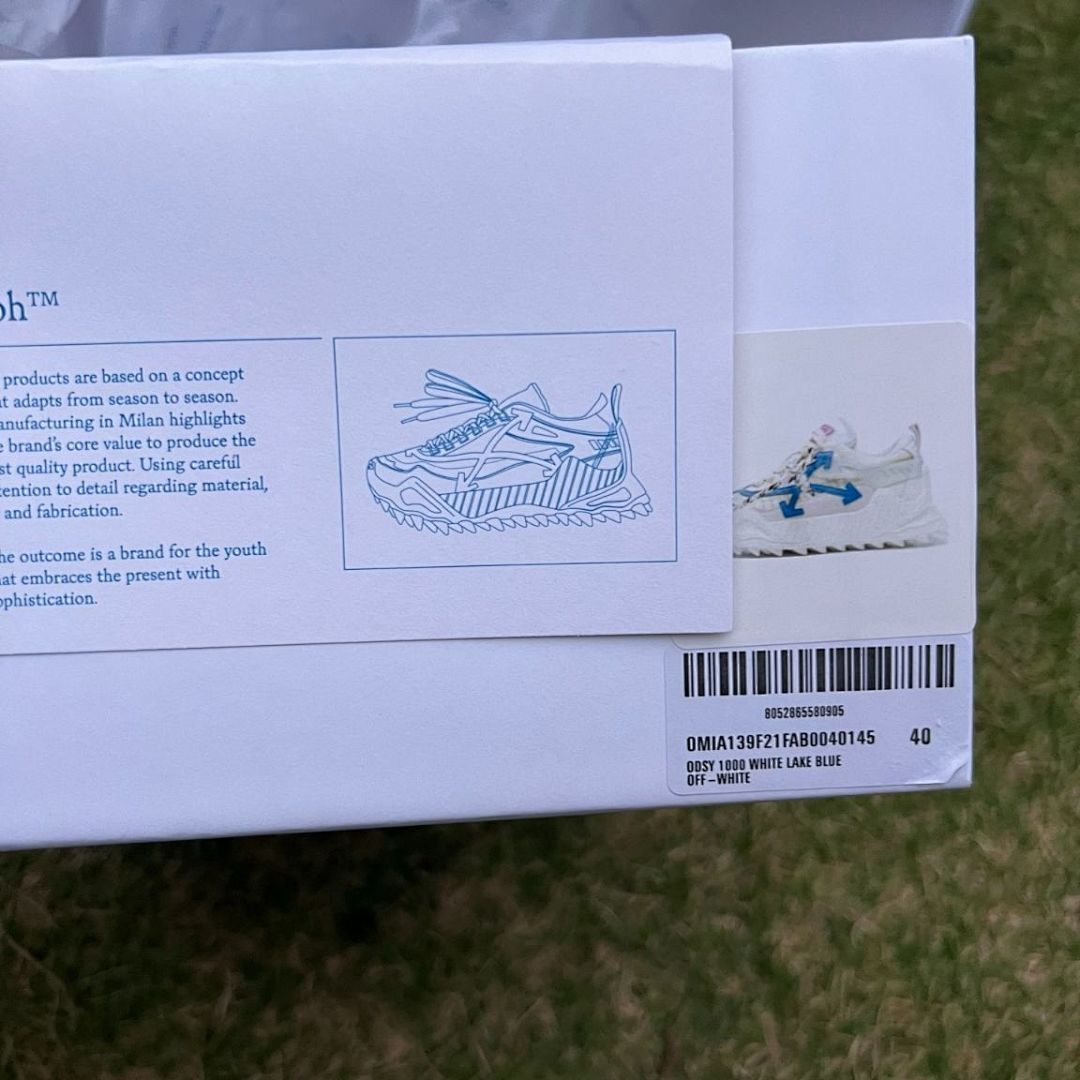 oh™
products are based on a concept
at adapts from season to season.
anufacturing in Milan highlights
e brand's core value to produce the
st quality product. Using careful
tention to detail regarding material,
and fabrication.
he outcome is a brand for the youth
hat embraces the present with
ophistication.
8052865580905
OMIA139F21FAB0040145 40
ODSY 1000 WHITE LAKE BLUE
OFF-WHITE